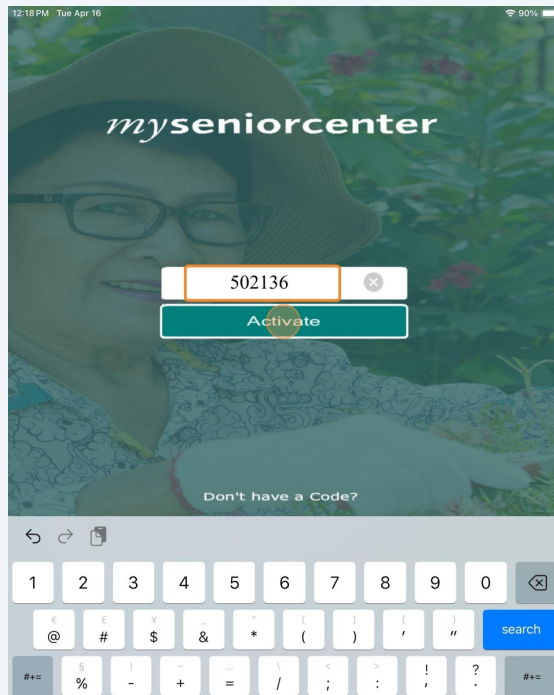 12:18 PM Tue Apr 16 90%
myseniorcenter
502136
Activate
Don't have a Code?
1 2 3 4 5 6 7 8 9 0
€ £ ¥ _ ^ [ ] { }
@ # $ & * ( ) ' " search
§ | ~ … \ < > ! ?
#+= % - + = / ; : , . #+=